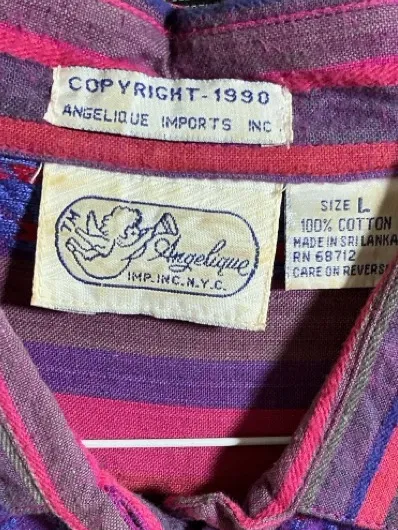 COPYRIGHT-1990
ANGELIQUE IMPORTS INC
TM
Angelique
IMP. INC. N.Y.C.
SIZE L
100% COTTON
MADE IN SRI LANKA
RN 68712
CARE ON REVERS